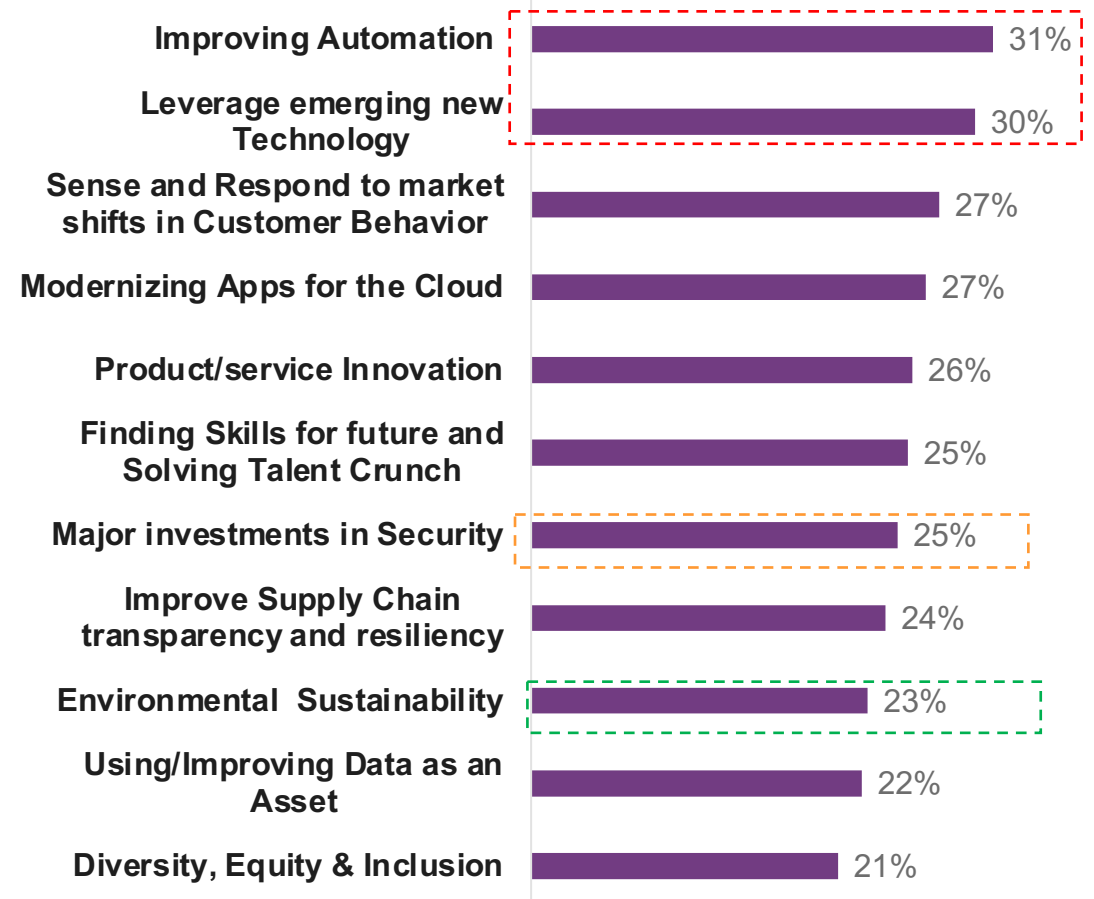 Improving Automation 31%
Leverage emerging new
Technology 30%
Sense and Respond to market
shifts in Customer Behavior 27%
Modernizing Apps for the Cloud 27%
Product/service Innovation 26%
Finding Skills for future and
Solving Talent Crunch 25%
Major investments in Security 25%
Improve Supply Chain
transparency and resiliency 24%
Environmental Sustainability 23%
Using/Improving Data as an
Asset 22%
Diversity, Equity & Inclusion 21%